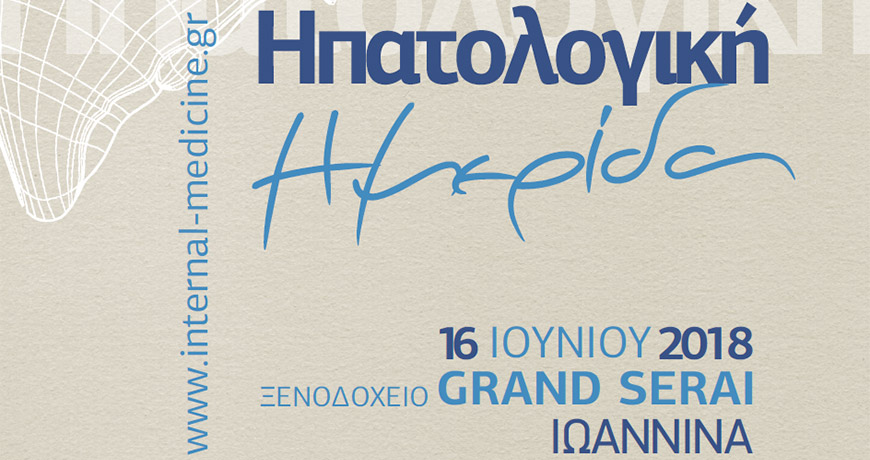 Ηπατολογική
Ημερίδα
16 ΙΟΥΝΙΟΥ 2018
ΞΕΝΟΔΟΧΕΙΟ GRAND SERAI
ΙΩΑΝΝΙΝΑ
www.internal-medicine.gr